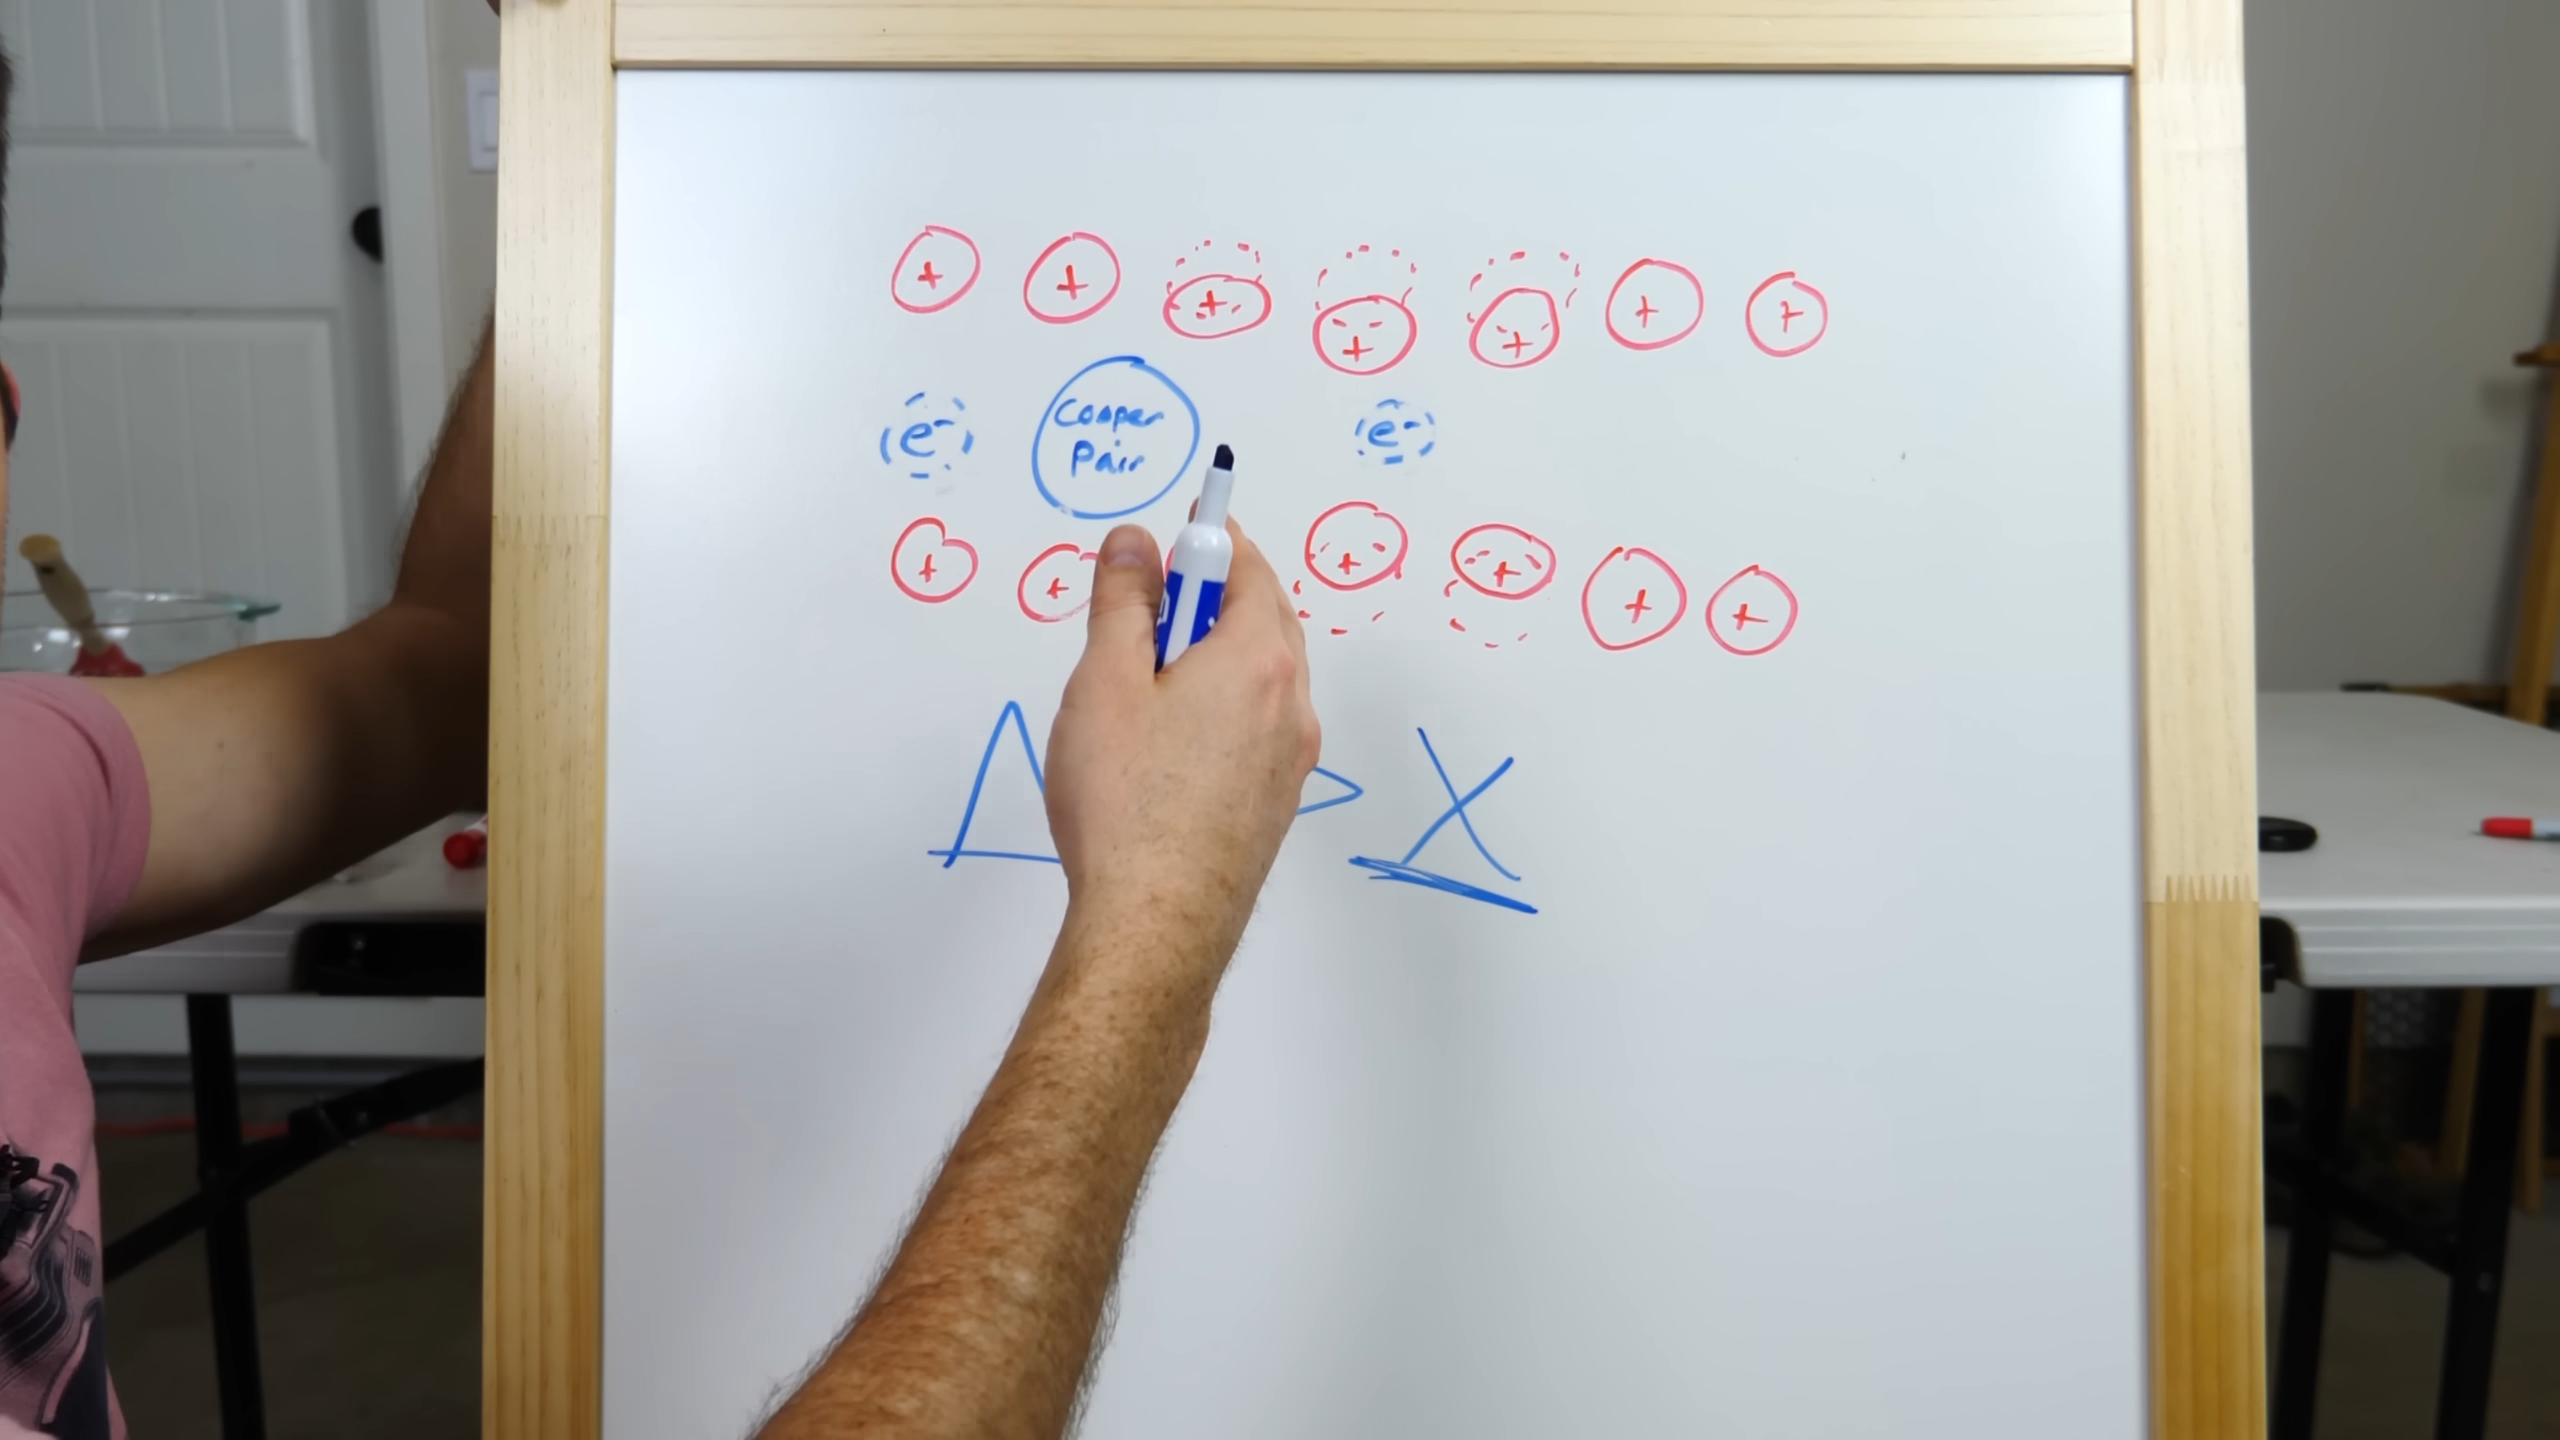 + + + + + + +
e- Cooper e-
Pair
+ + + + + +
X